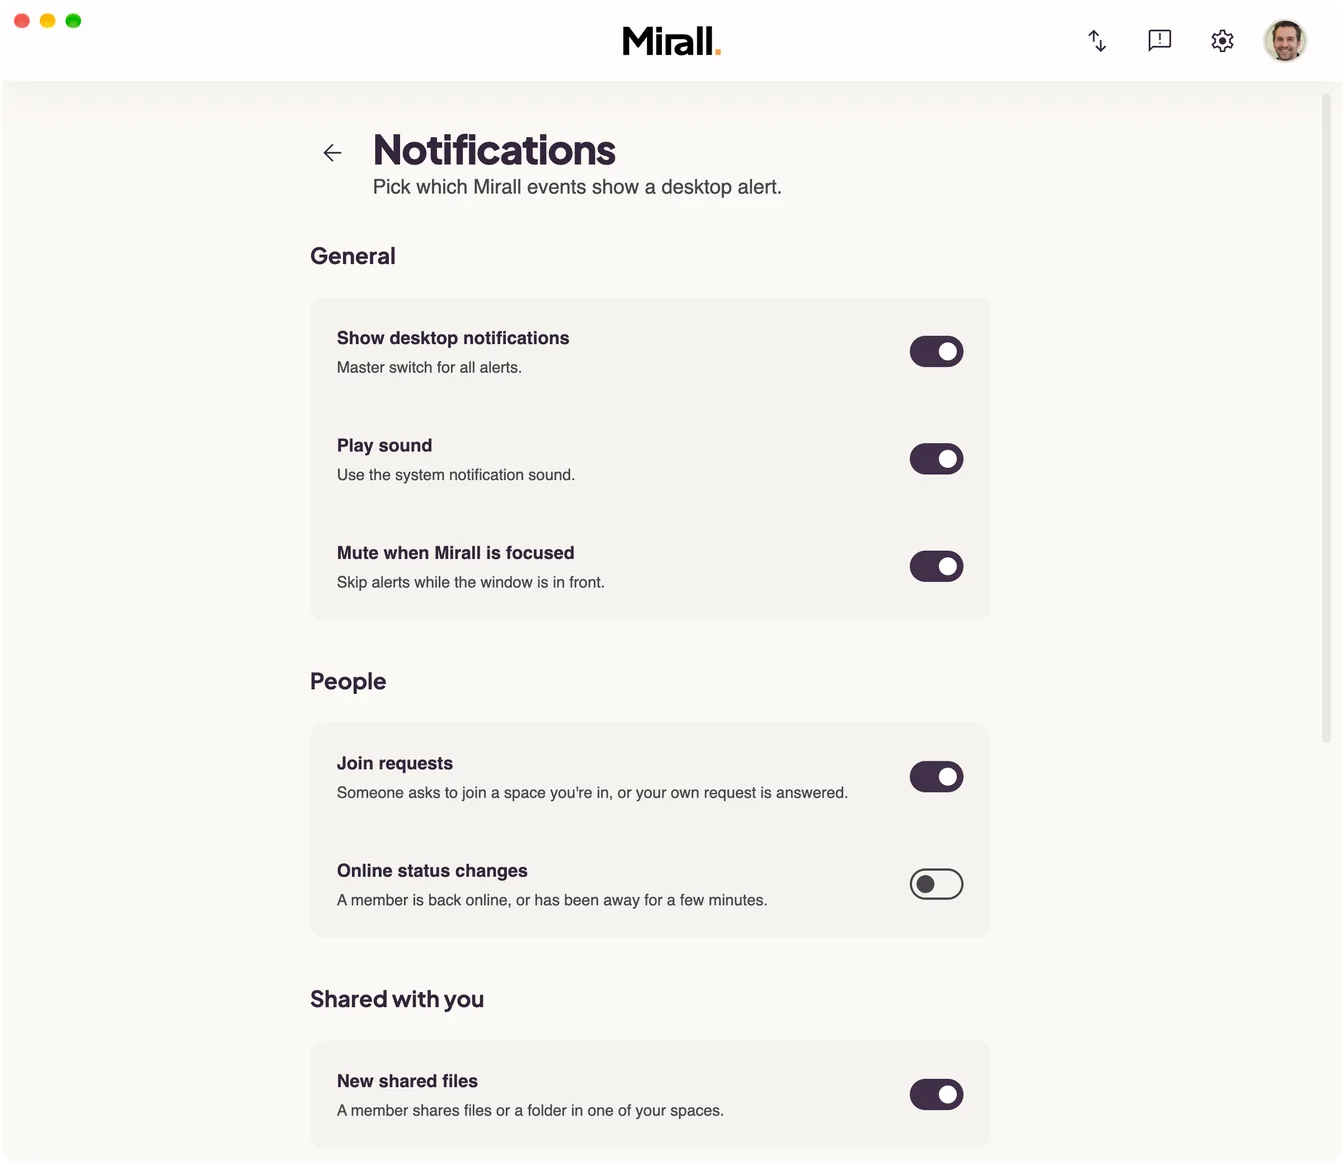 Mirall.
Notifications
Pick which Mirall events show a desktop alert.
General
Show desktop notifications
Master switch for all alerts.
Play sound
Use the system notification sound.
Mute when Mirall is focused
Skip alerts while the window is in front.
People
Join requests
Someone asks to join a space you're in, or your own request is answered.
Online status changes
A member is back online, or has been away for a few minutes.
Shared with you
New shared files
A member shares files or a folder in one of your spaces.